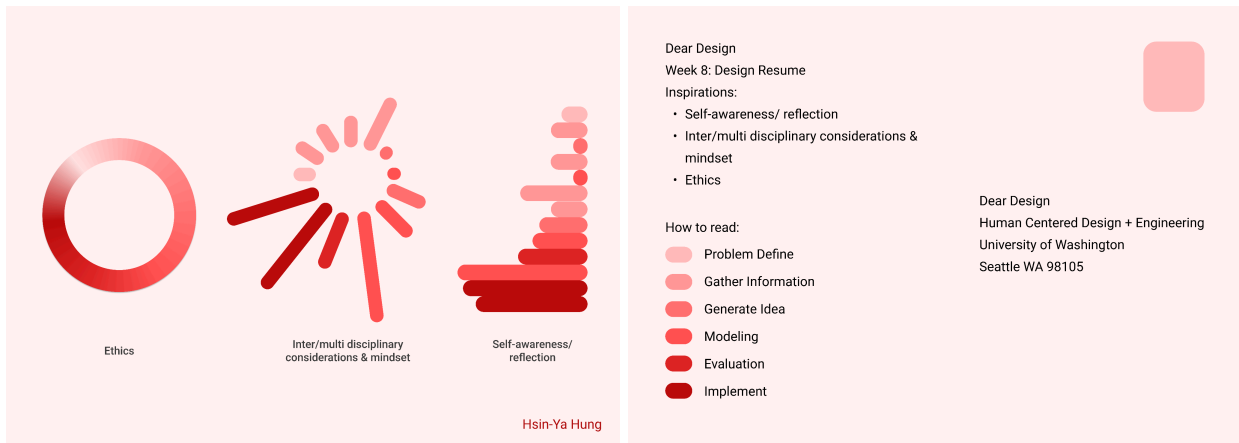 Ethics
Inter/multi disciplinary
considerations & mindset
Self-awareness/
reflection
Hsin-Ya Hung
Dear Design
Week 8: Design Resume
Inspirations:
• Self-awareness/ reflection
• Inter/multi disciplinary considerations &
mindset
• Ethics
How to read:
Problem Define
Gather Information
Generate Idea
Modeling
Evaluation
Implement
Dear Design
Human Centered Design + Engineering
University of Washington
Seattle WA 98105